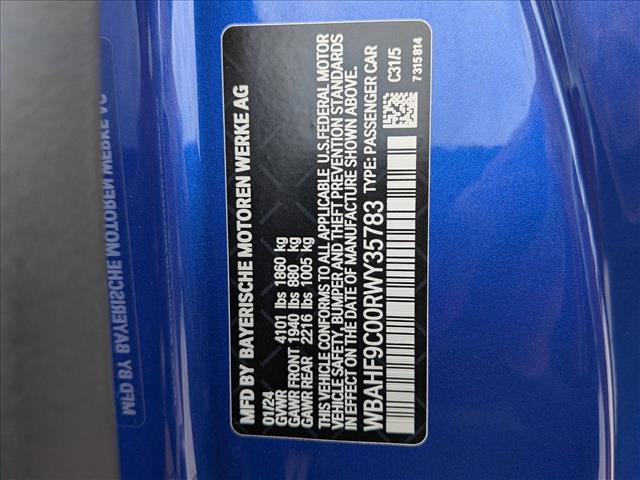 MFD BY BAYERISCHE MOTOREN WERKE AG
01/24
GVWR 4101 lbs 1860 kg
GAWR FRONT 1940 lbs 880 kg
GAWR REAR 2216 lbs 1005 kg
THIS VEHICLE CONFORMS TO ALL APPLICABLE U.S.FEDERAL MOTOR
VEHICLE SAFETY, BUMPER AND THEFT PREVENTION STANDARDS
IN EFFECT ON THE DATE OF MANUFACTURE SHOWN ABOVE.
WBAHF9C00RWY35783 TYPE: PASSENGER CAR
C31/5
7315814
MFD BY BAYERISCHE MOTOREN WERKE AG